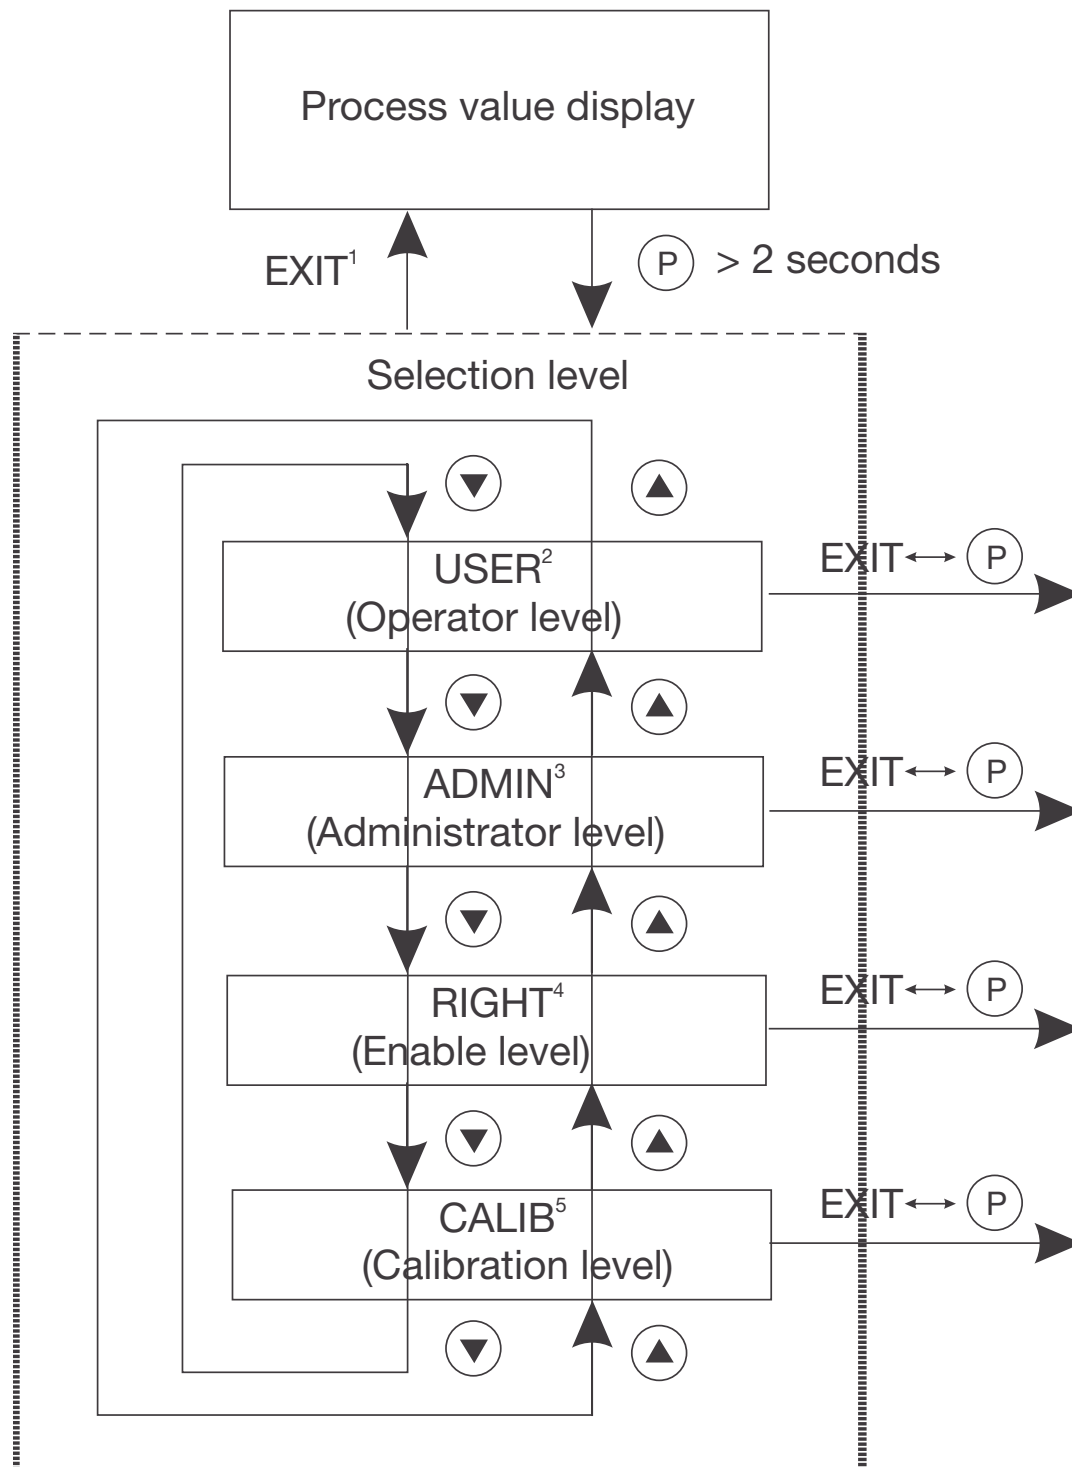 Process value display
EXIT¹
P > 2 seconds
Selection level
USER²
(Operator level)
EXIT P
ADMIN³
(Administrator level)
EXIT P
RIGHT⁴
(Enable level)
EXIT P
CALIB⁵
(Calibration level)
EXIT P